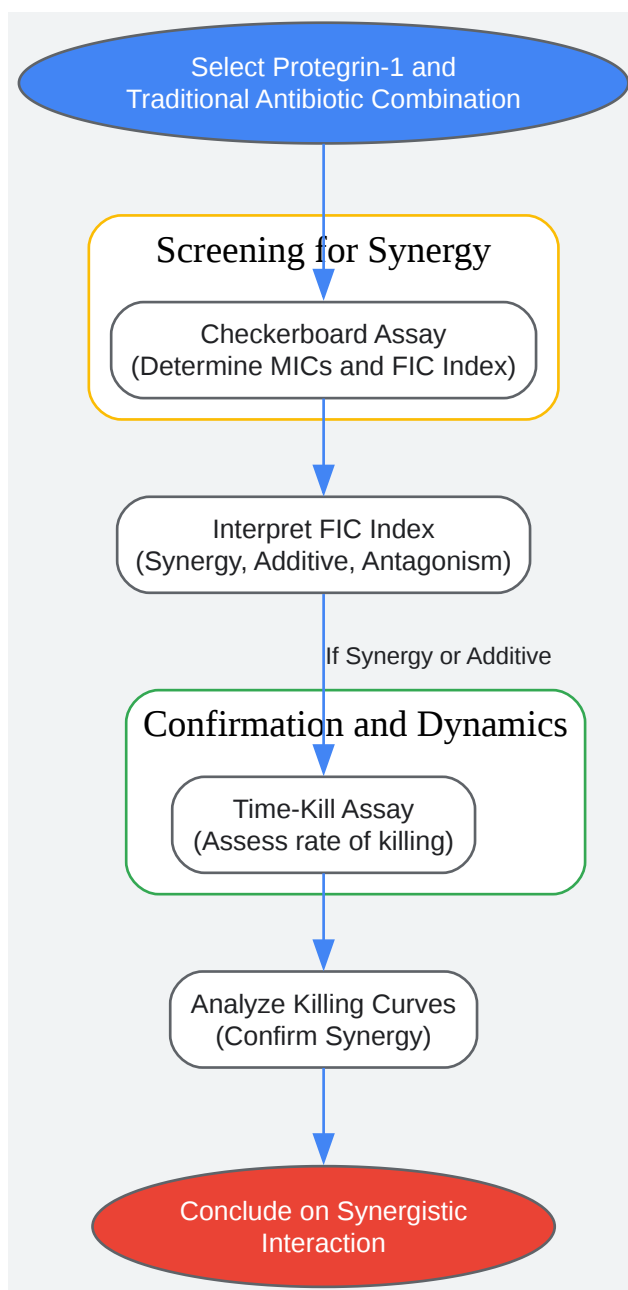 Select Protegrin-1 and
Traditional Antibiotic Combination
Screening for Synergy
Checkerboard Assay
(Determine MICs and FIC Index)
Interpret FIC Index
(Synergy, Additive, Antagonism)
If Synergy or Additive
Confirmation and Dynamics
Time-Kill Assay
(Assess rate of killing)
Analyze Killing Curves
(Confirm Synergy)
Conclude on Synergistic
Interaction